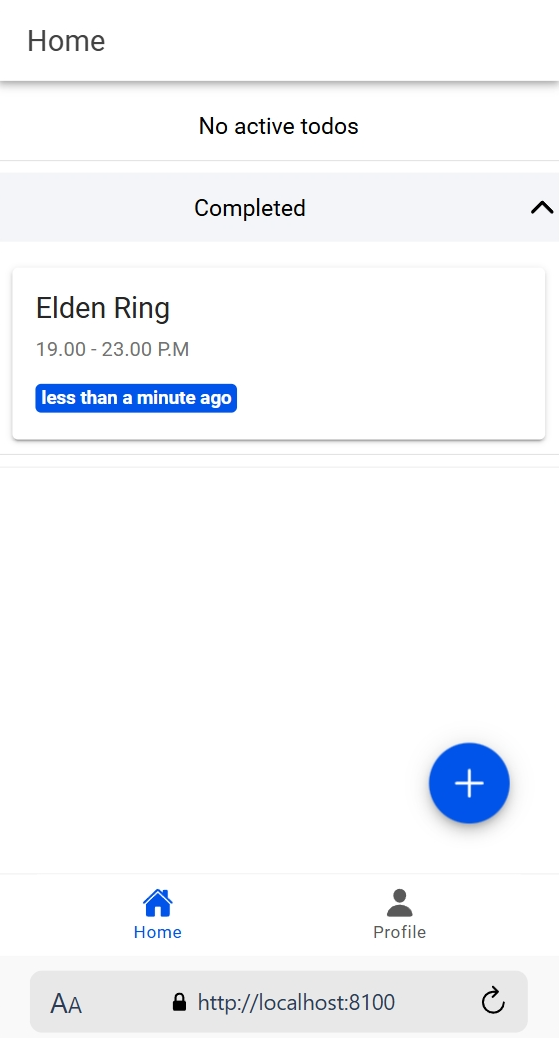 Home
No active todos
Completed
Elden Ring
19.00 - 23.00 P.M
less than a minute ago
Home
Profile
AA
http://localhost:8100